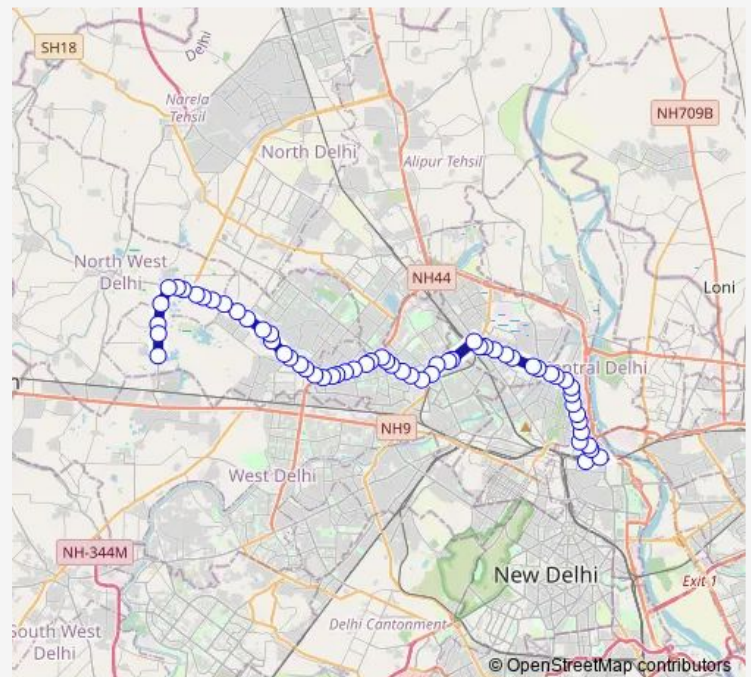 SH18
Delhi
Narela
Tehsil
NH709B
North Delhi
Alipur Tehsil
North West
Delhi
NH44
Loni
Central Delhi
NH9
West Delhi
NH-344M
New Delhi
Exit 1
South West
Delhi
Delhi Cantonment
© OpenStreetMap contributors